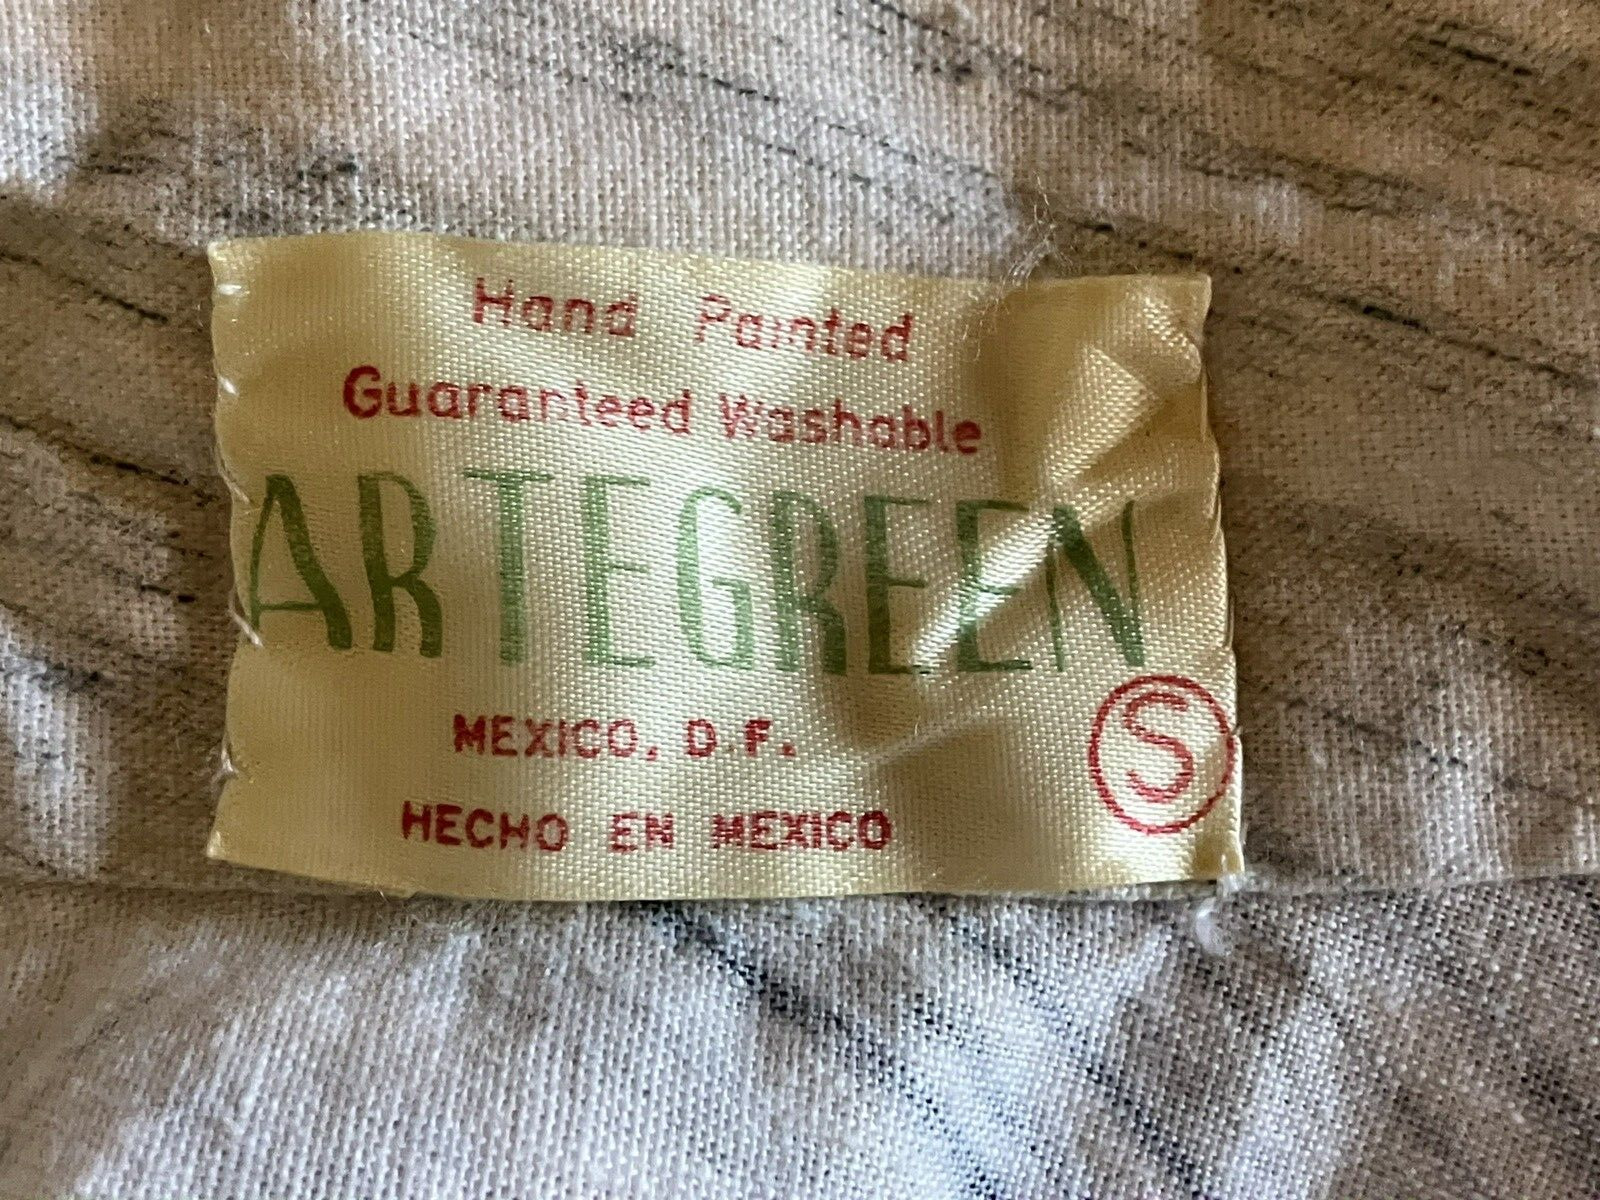 Hand Painted
Guaranteed Washable
ARTEGREEN
MEXICO, D.F.
S
HECHO EN MEXICO